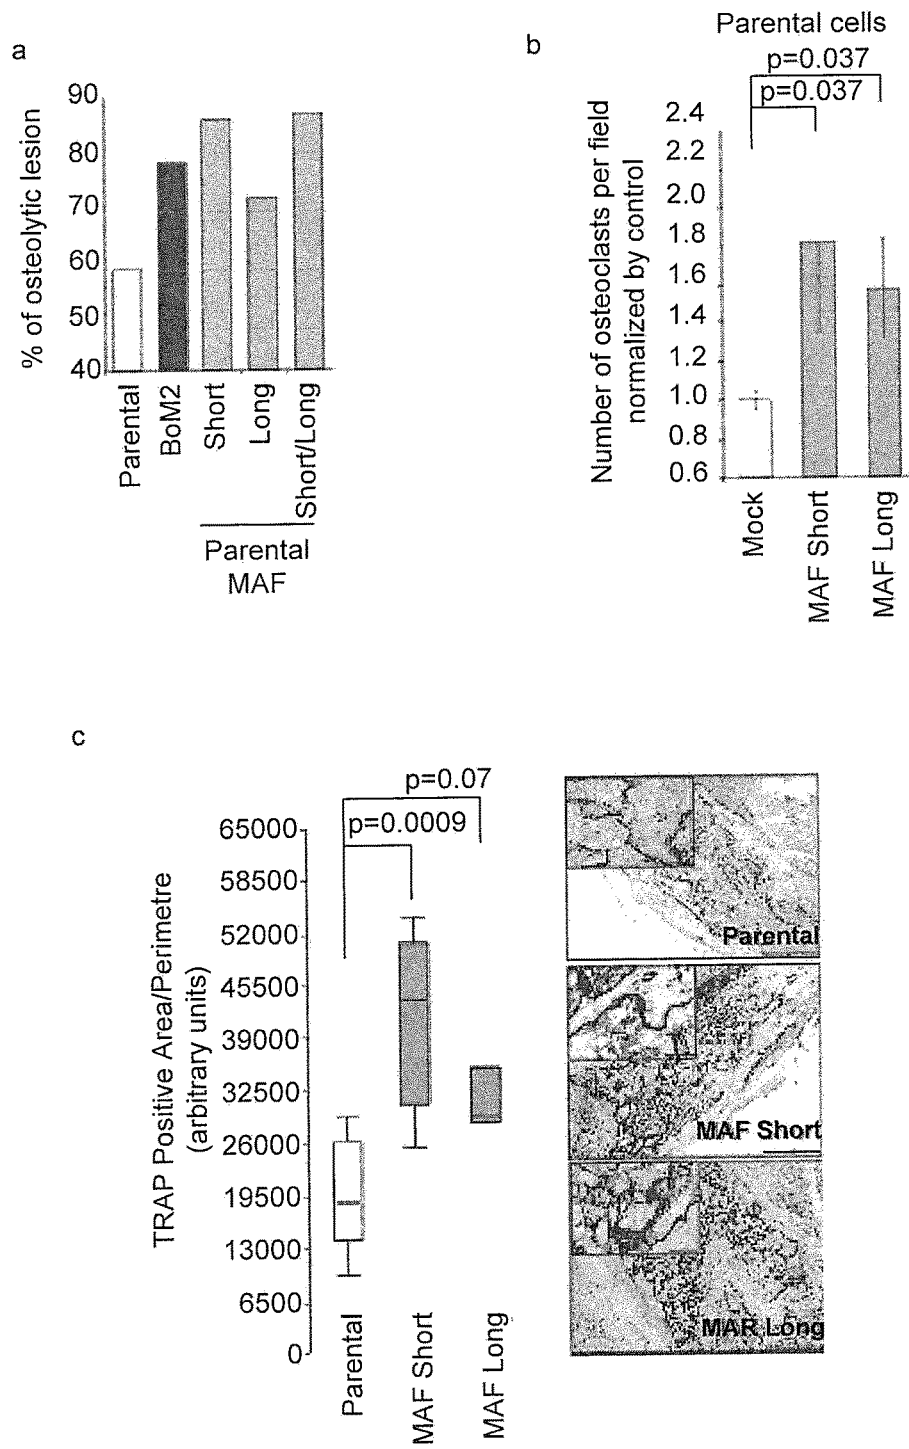 a
% of osteolytic lesion
90
80
70
60
50
40
Parental
BoM2
Short
Long
Short/Long
Parental
MAF
b
Parental cells
p=0.037
p=0.037
Number of osteoclasts per field
normalized by control
2.4
2.2
2.0
1.8
1.6
1.4
1.2
1.0
0.8
0.6
Mock
MAF Short
MAF Long
c
p=0.07
p=0.0009
TRAP Positive Area/Perimetre
(arbitrary units)
65000
58500
52000
45500
39000
32500
26000
19500
13000
6500
0
Parental
MAF Short
MAF Long
Parental
MAF Short
MAR Long